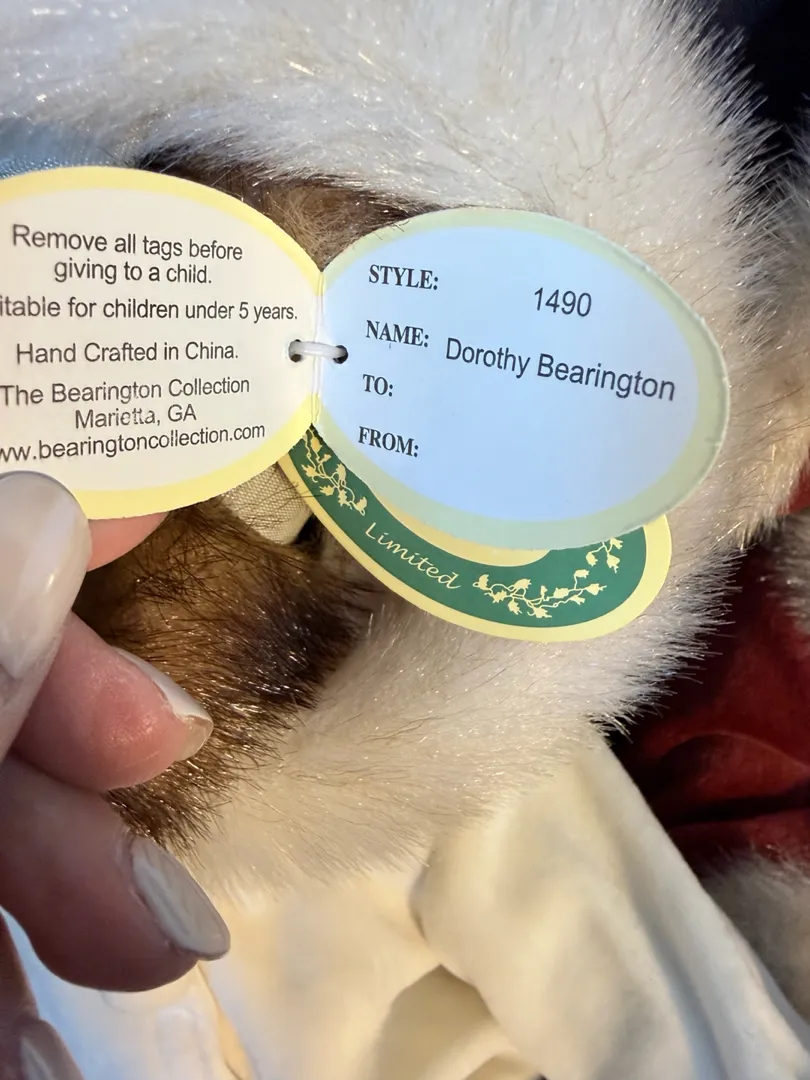 Remove all tags before
giving to a child.
itable for children under 5 years.
Hand Crafted in China.
The Bearington Collection
Marietta, GA
ww.bearingtoncollection.com
STYLE: 1490
NAME: Dorothy Bearington
TO:
FROM:
Limited